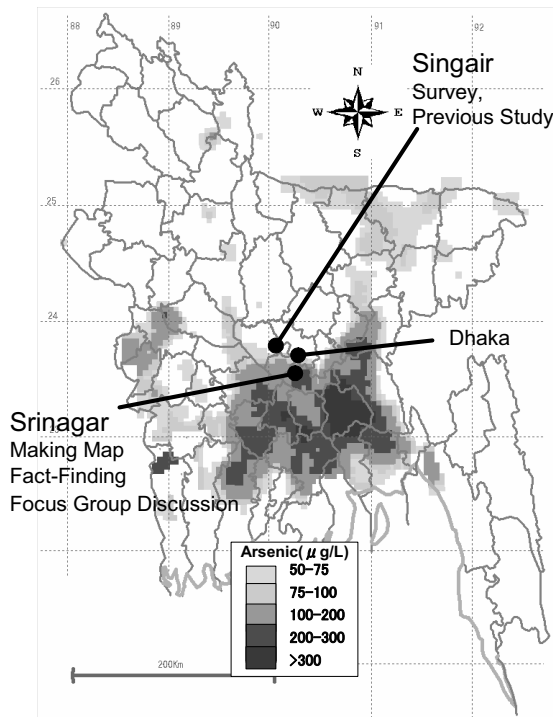 88 89 90 91 92
26
25
24
Singair
Survey,
Previous Study
N
W E
S
Dhaka
Srinagar
Making Map
Fact-Finding
Focus Group Discussion
Arsenic(μg/L)
50-75
75-100
100-200
200-300
>300
200Km